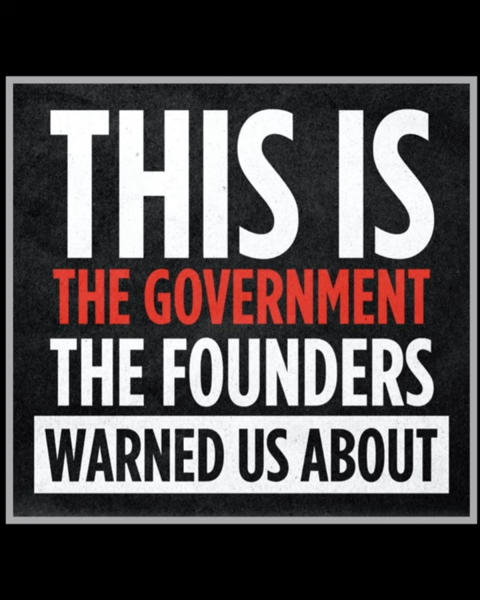 THIS IS
THE GOVERNMENT
THE FOUNDERS
WARNED US ABOUT